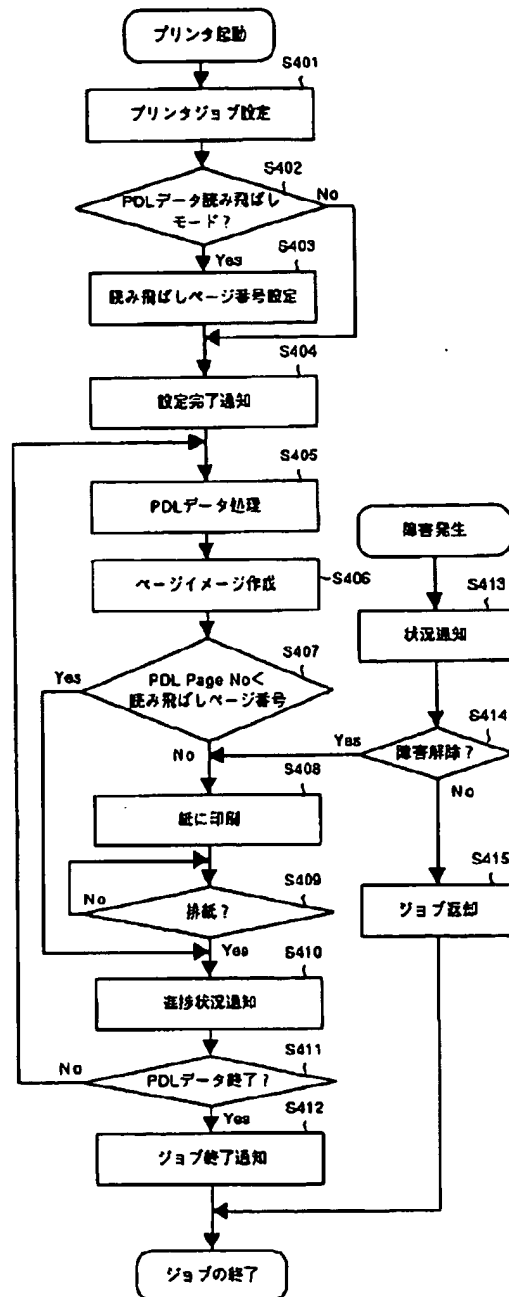 プリンタ起動
S401
プリンタジョブ設定
S402
PDLデータ読み飛ばし
モード？
No
Yes
S403
読み飛ばしページ番号設定
S404
設定完了通知
S405
PDLデータ処理
ページイメージ作成
S406
S407
PDL Page No<
読み飛ばしページ番号
Yes
No
S408
紙に印刷
S409
排紙？
No
Yes
S410
進捗状況通知
S411
PDLデータ終了？
No
Yes
S412
ジョブ終了通知
ジョブの終了
障害発生
S413
状況通知
S414
障害解除？
Yes
No
S415
ジョブ返却